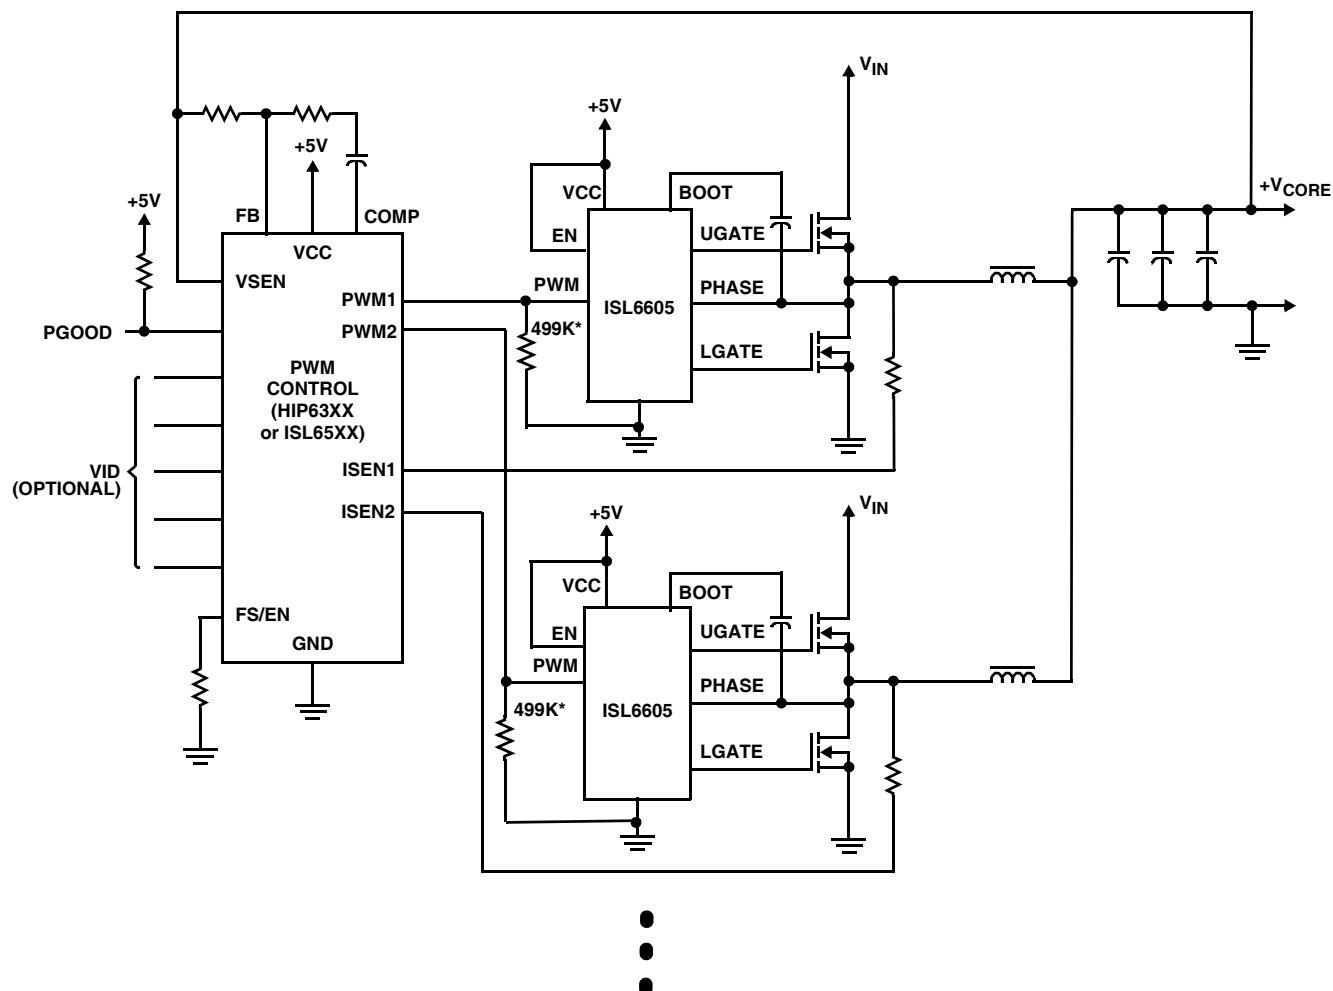 VIN
+5V
+5V
VCC
BOOT
+5V
FB
COMP
+VCORE
VCC
EN
UGATE
VSEN
PWM
PHASE
PWM1
ISL6605
PGOOD
PWM2
499K*
LGATE
PWM
CONTROL
(HIP63XX
or ISL65XX)
VID
(OPTIONAL)
ISEN1
ISEN2
VIN
+5V
VCC
BOOT
FS/EN
EN
UGATE
GND
PWM
PHASE
499K*
ISL6605
LGATE